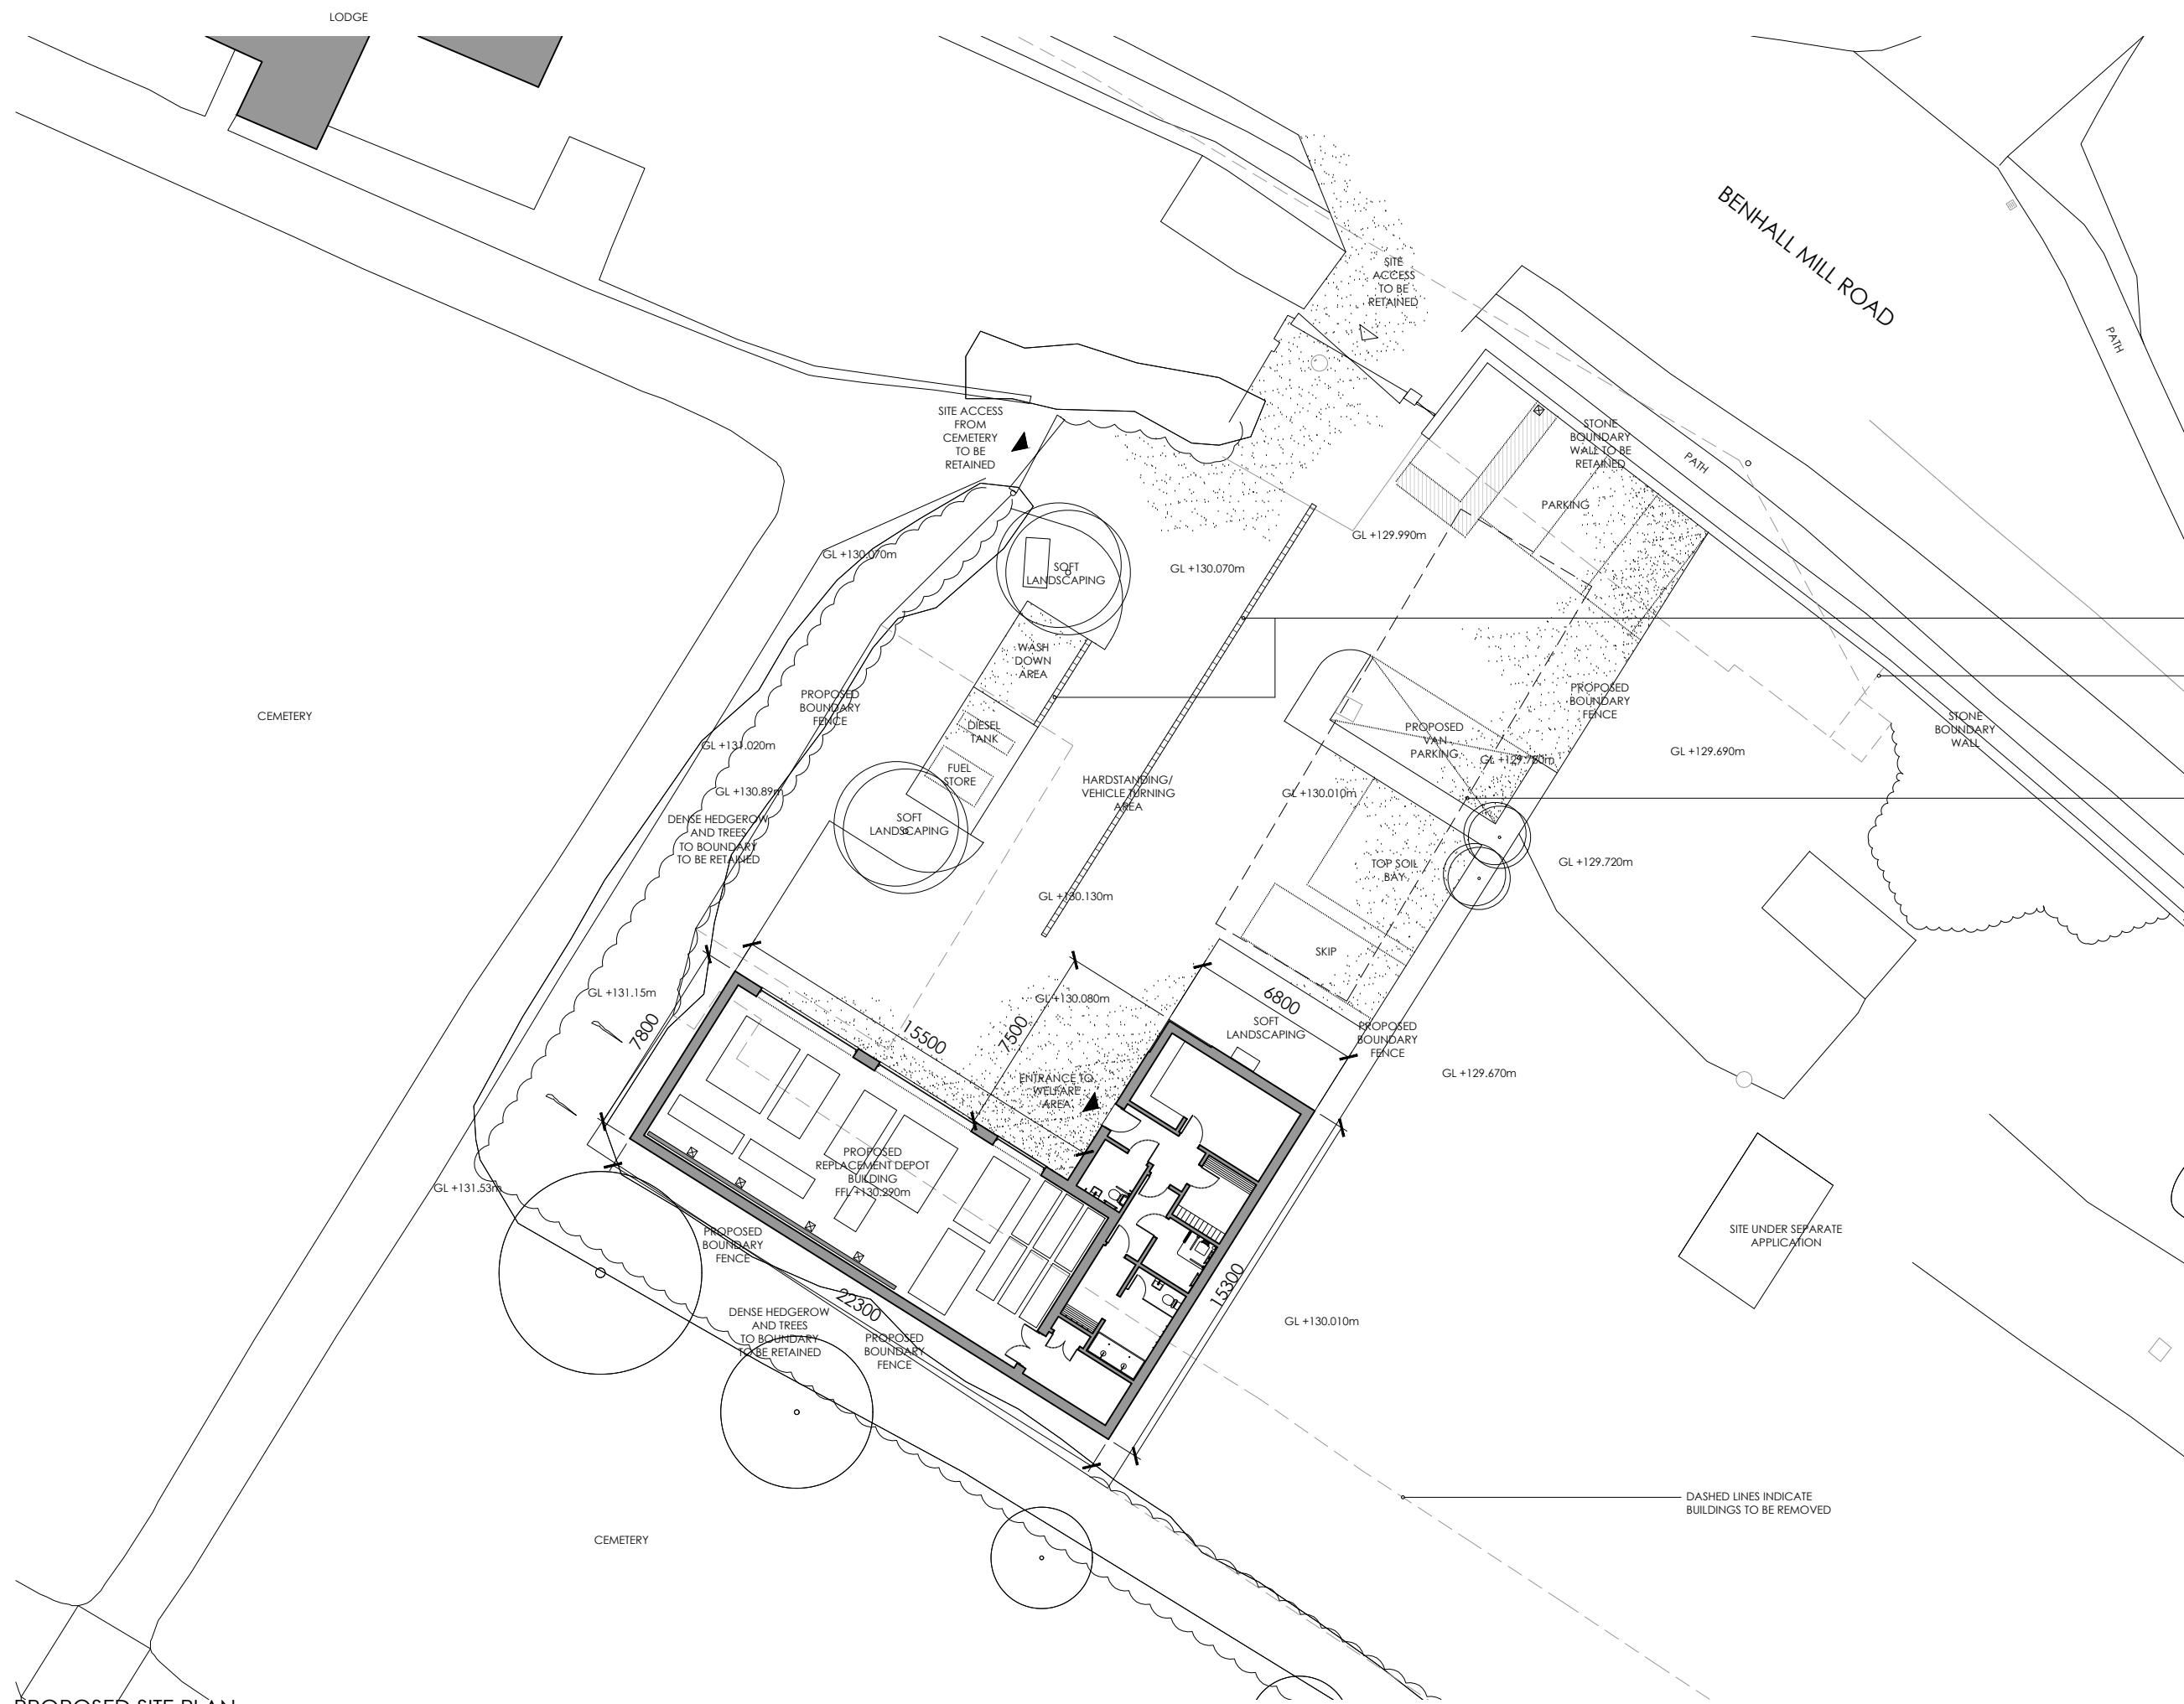 LODGE
BENHALL MILL ROAD
SITE
ACCESS
TO BE
RETAINED
PATH
SITE ACCESS
FROM
CEMETERY
TO BE
RETAINED
STONE
BOUNDARY
WALL TO BE
RETAINED
PATH
PARKING
GL +129.990m
GL +130.070m
GL +130.070m
SOFT
LANDSCAPING
WASH
DOWN
AREA
PROPOSED
BOUNDARY
FENCE
PROPOSED
BOUNDARY
FENCE
CEMETERY
DIESEL
TANK
PROPOSED
VAN
PARKING
STONE
BOUNDARY
WALL
GL +131.020m
GL +129.690m
FUEL
STORE
HARDSTANDING/
VEHICLE TURNING
AREA
GL +130.89m
GL +130.010m
DENSE HEDGEROW
AND TREES
TO BOUNDARY
TO BE RETAINED
SOFT
LANDSCAPING
TOP SOIL
BAY
GL +129.720m
GL +130.130m
SKIP
GL +131.15m
GL +130.080m
6800
7800
15500
7500
SOFT
LANDSCAPING
PROPOSED
BOUNDARY
FENCE
GL +129.670m
ENTRANCE TO
WELFARE
AREA
PROPOSED
REPLACEMENT DEPOT
BUILDING
FFL +130.290m
GL +131.53m
PROPOSED
BOUNDARY
FENCE
SITE UNDER SEPARATE
APPLICATION
15300
22300
DENSE HEDGEROW
AND TREES
TO BOUNDARY
TO BE RETAINED
PROPOSED
BOUNDARY
FENCE
GL +130.010m
DASHED LINES INDICATE
BUILDINGS TO BE REMOVED
CEMETERY
PROPOSED SITE PLAN